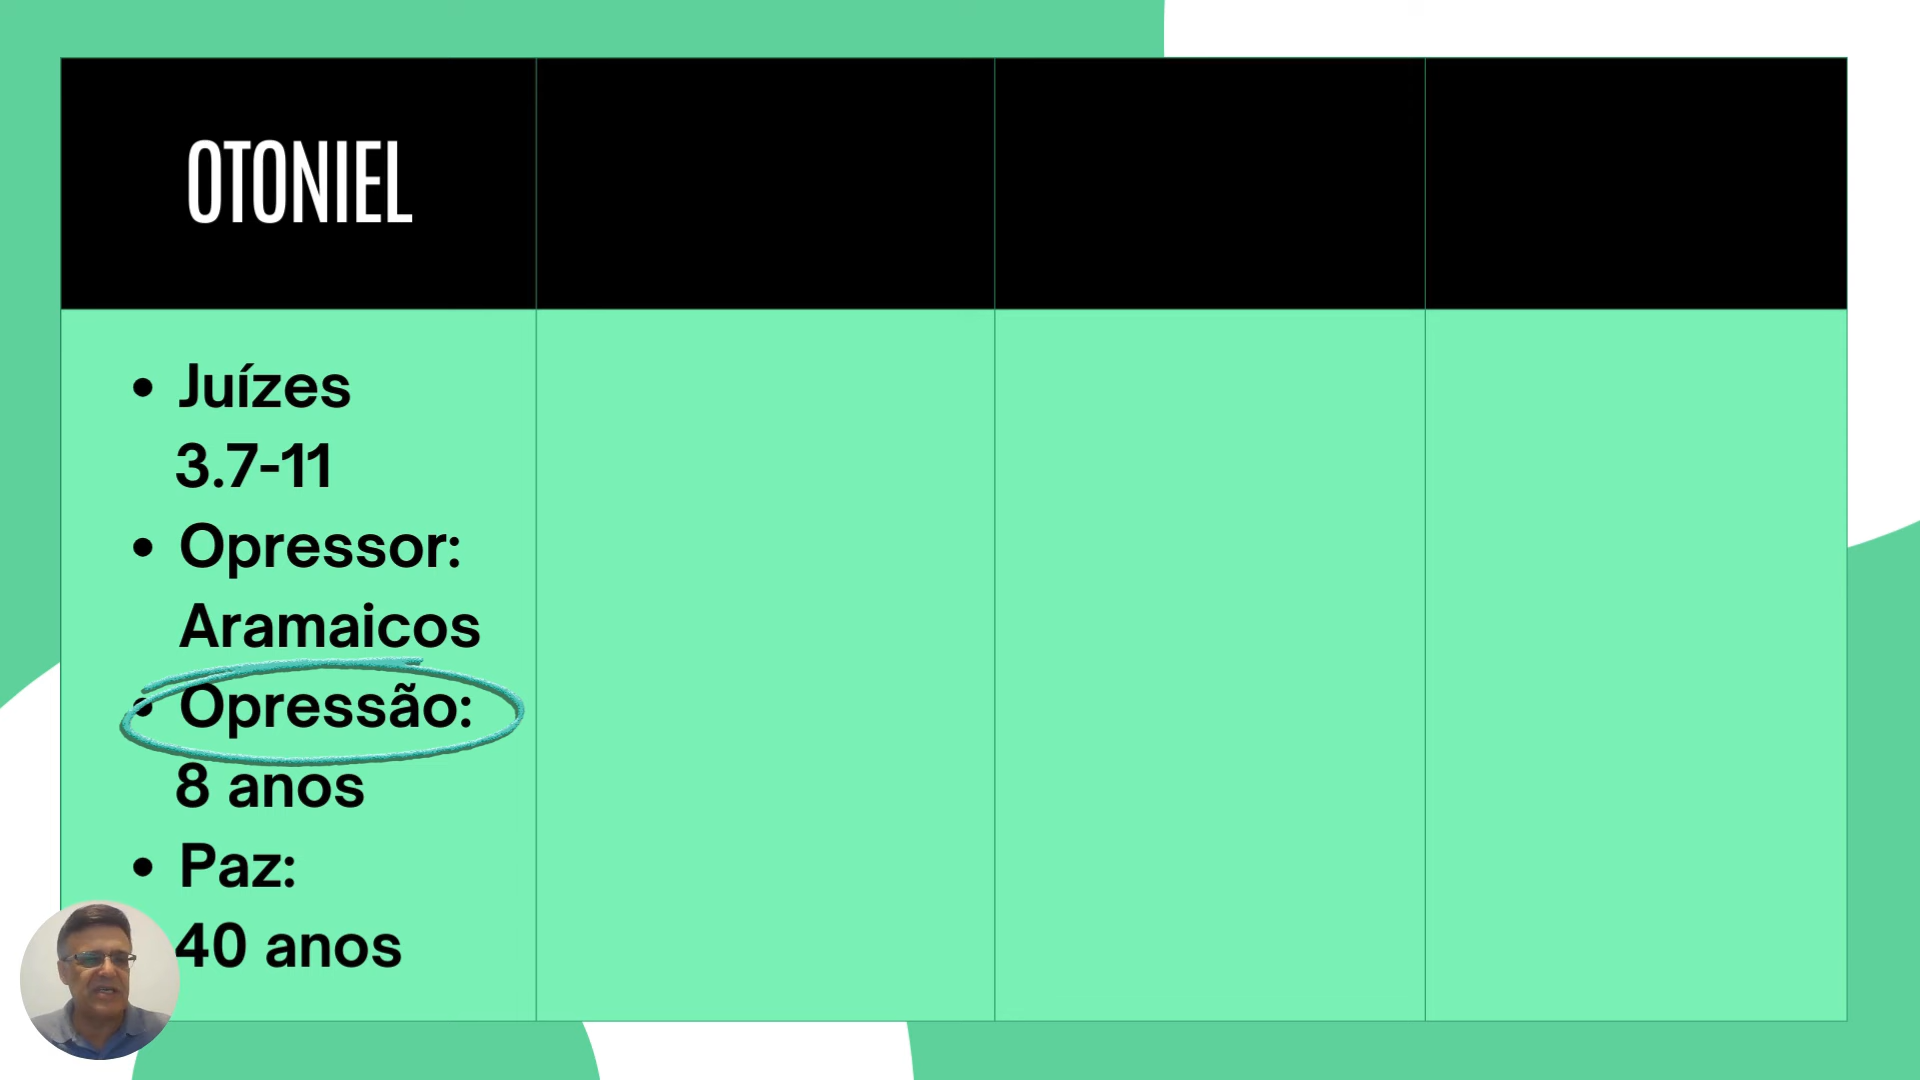 OTONIEL
• Juízes
3.7-11
• Opressor:
Aramaicos
• Opressão:
8 anos
• Paz:
40 anos